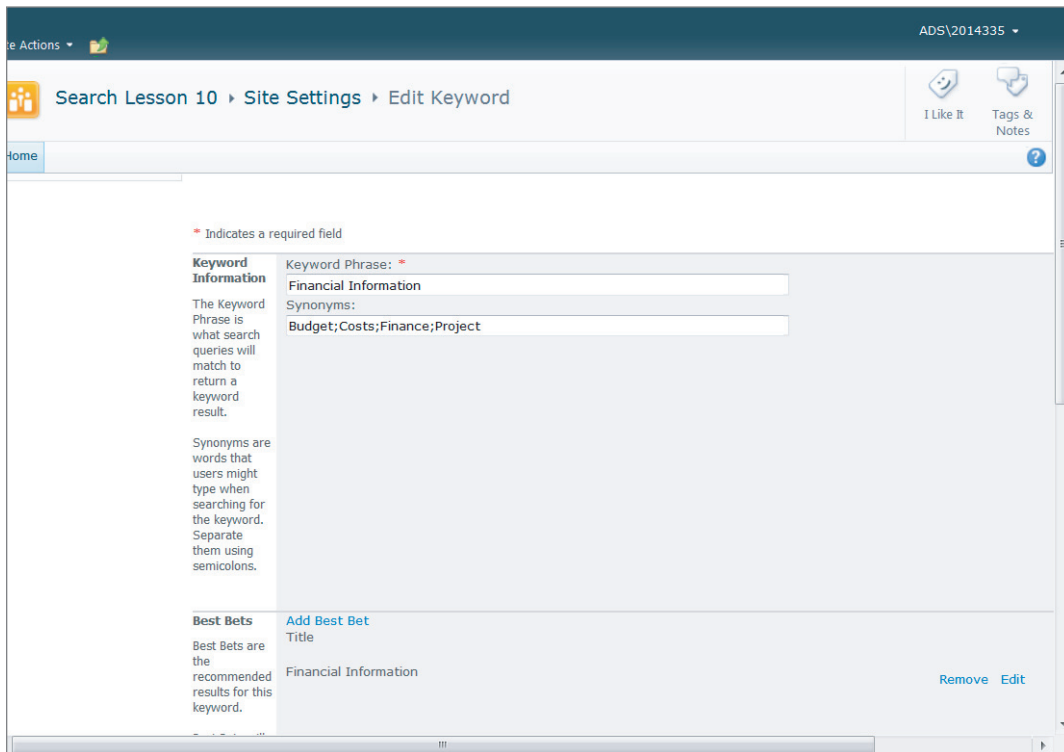 ADS\2014335
te Actions
Search Lesson 10 ▸ Site Settings ▸ Edit Keyword
I Like It
Tags &
Notes
Home
* Indicates a required field
Keyword
Information
The Keyword
Phrase is
what search
queries will
match to
return a
keyword
result.
Synonyms are
words that
users might
type when
searching for
the keyword.
Separate
them using
semicolons.
Keyword Phrase: *
Financial Information
Synonyms:
Budget;Costs;Finance;Project
Best Bets
Best Bets are
the
recommended
results for this
keyword.
Add Best Bet
Title
Financial Information
Remove Edit